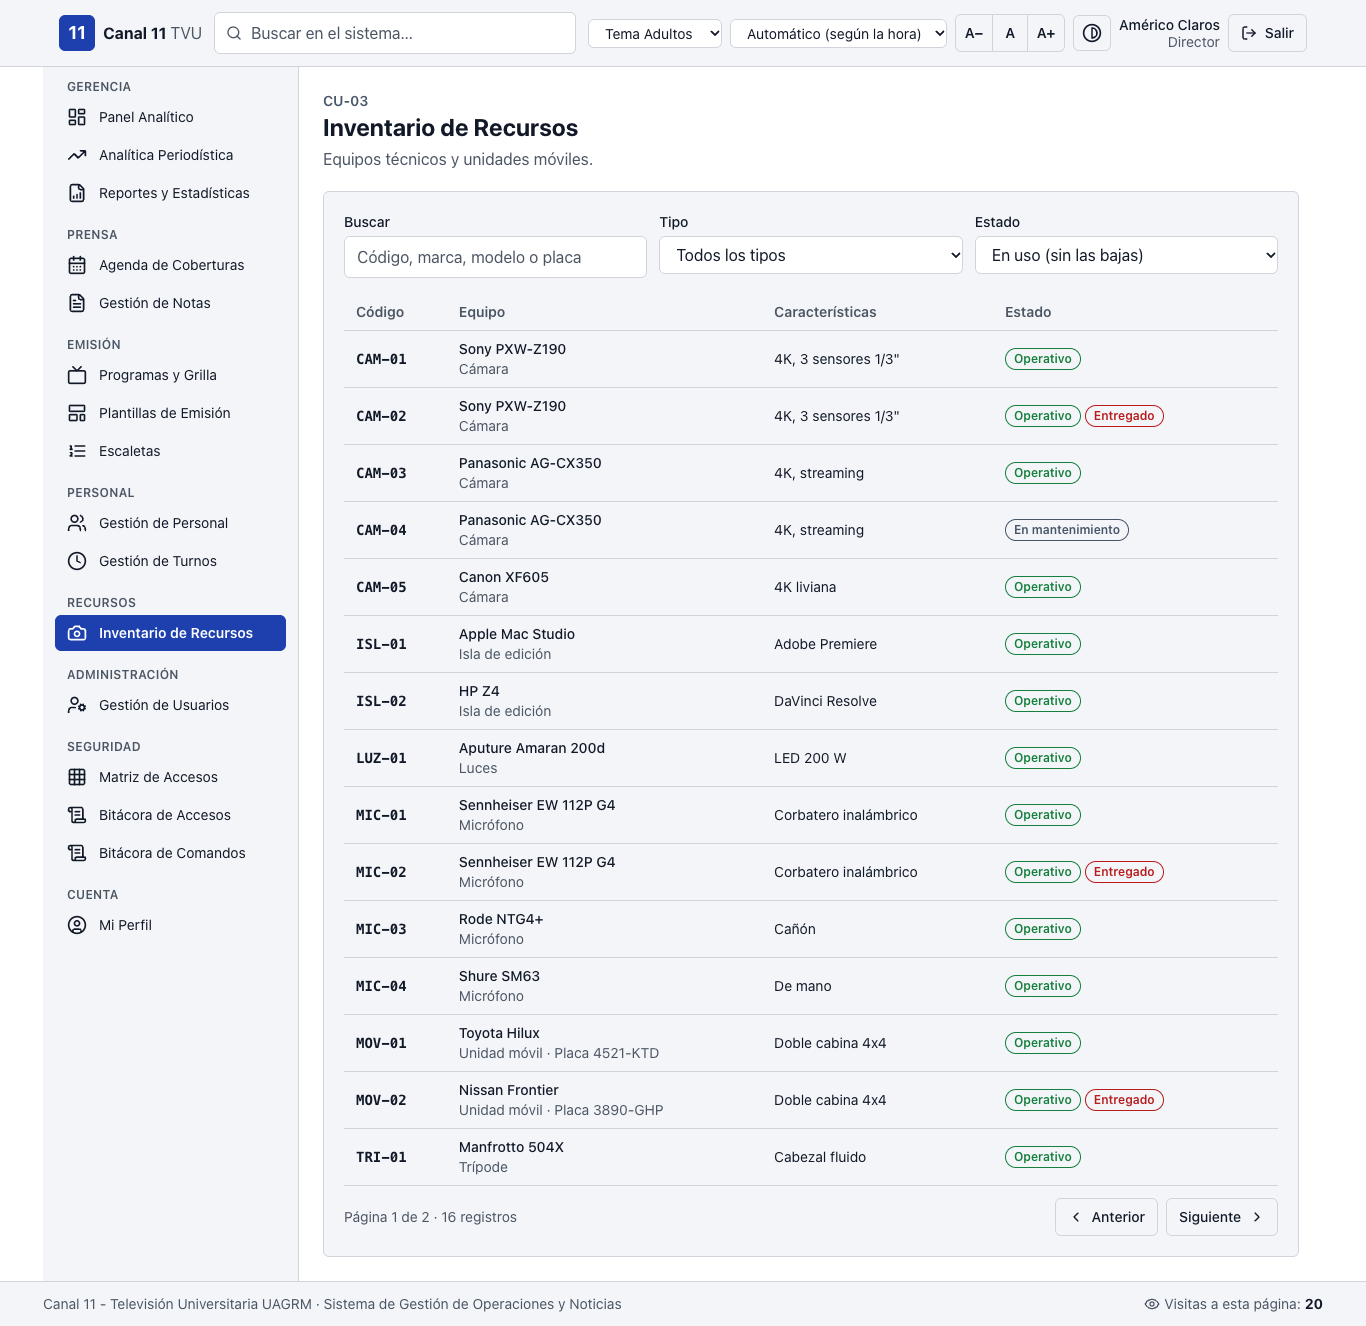 11 Canal 11 TVU
Buscar en el sistema...
Tema Adultos
Automático (según la hora)
A− A A+
Américo Claros
Director
Salir
GERENCIA
Panel Analítico
Analítica Periodística
Reportes y Estadísticas
PRENSA
Agenda de Coberturas
Gestión de Notas
EMISIÓN
Programas y Grilla
Plantillas de Emisión
Escaletas
PERSONAL
Gestión de Personal
Gestión de Turnos
RECURSOS
Inventario de Recursos
ADMINISTRACIÓN
Gestión de Usuarios
SEGURIDAD
Matriz de Accesos
Bitácora de Accesos
Bitácora de Comandos
CUENTA
Mi Perfil
CU-03
Inventario de Recursos
Equipos técnicos y unidades móviles.
Buscar Tipo Estado
Código, marca, modelo o placa Todos los tipos En uso (sin las bajas)
Código Equipo Características Estado
CAM-01 Sony PXW-Z190 4K, 3 sensores 1/3" Operativo
Cámara
CAM-02 Sony PXW-Z190 4K, 3 sensores 1/3" Operativo Entregado
Cámara
CAM-03 Panasonic AG-CX350 4K, streaming Operativo
Cámara
CAM-04 Panasonic AG-CX350 4K, streaming En mantenimiento
Cámara
CAM-05 Canon XF605 4K liviana Operativo
Cámara
ISL-01 Apple Mac Studio Adobe Premiere Operativo
Isla de edición
ISL-02 HP Z4 DaVinci Resolve Operativo
Isla de edición
LUZ-01 Aputure Amaran 200d LED 200 W Operativo
Luces
MIC-01 Sennheiser EW 112P G4 Corbatero inalámbrico Operativo
Micrófono
MIC-02 Sennheiser EW 112P G4 Corbatero inalámbrico Operativo Entregado
Micrófono
MIC-03 Rode NTG4+ Cañón Operativo
Micrófono
MIC-04 Shure SM63 De mano Operativo
Micrófono
MOV-01 Toyota Hilux Doble cabina 4x4 Operativo
Unidad móvil · Placa 4521-KTD
MOV-02 Nissan Frontier Doble cabina 4x4 Operativo Entregado
Unidad móvil · Placa 3890-GHP
TRI-01 Manfrotto 504X Cabezal fluido Operativo
Trípode
Página 1 de 2 · 16 registros Anterior Siguiente
Canal 11 - Televisión Universitaria UAGRM · Sistema de Gestión de Operaciones y Noticias Visitas a esta página: 20